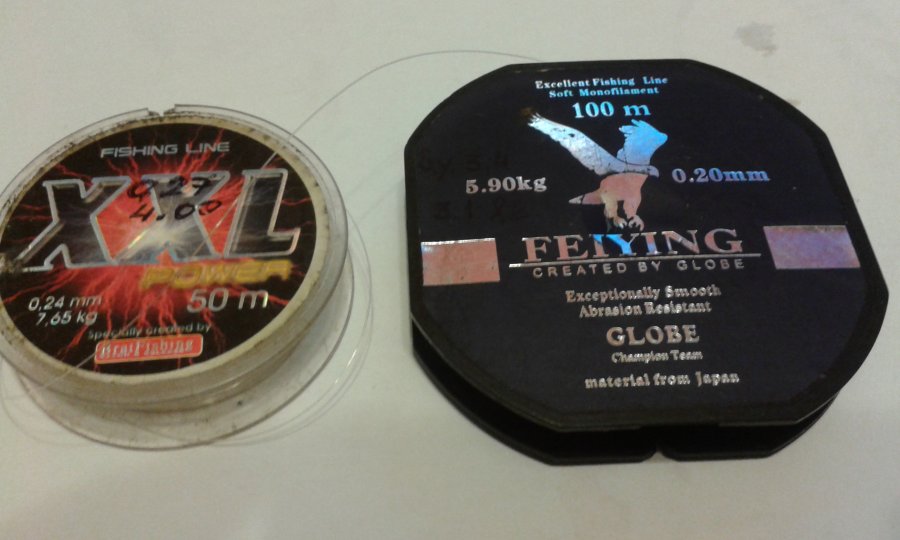 FISHING LINE
XXL
0,27
4.00
POWER
0,24 mm
50 m
7,65 kg
Specially created by
Excellent Fishing Line
Soft Monofilament
100 m
5.90kg
0.20mm
FEIYING
CREATED BY GLOBE
Exceptionally Smooth
Abrasion Resistant
GLOBE
Champion Team
material from Japan